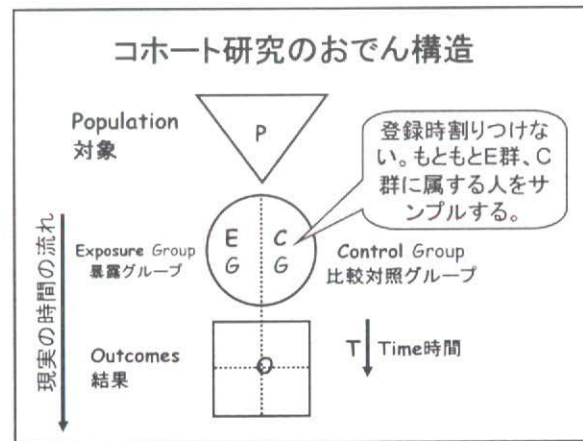 コホート研究のおでん構造
Population
対象
P
登録時割りつけな
い。もともとE群、C
群に属する人をサ
ンプルする。
現実の時間の流れ
Exposure Group
暴露グループ
E
G
C
G
Control Group
比較対照グループ
Outcomes
結果
O
T
Time時間